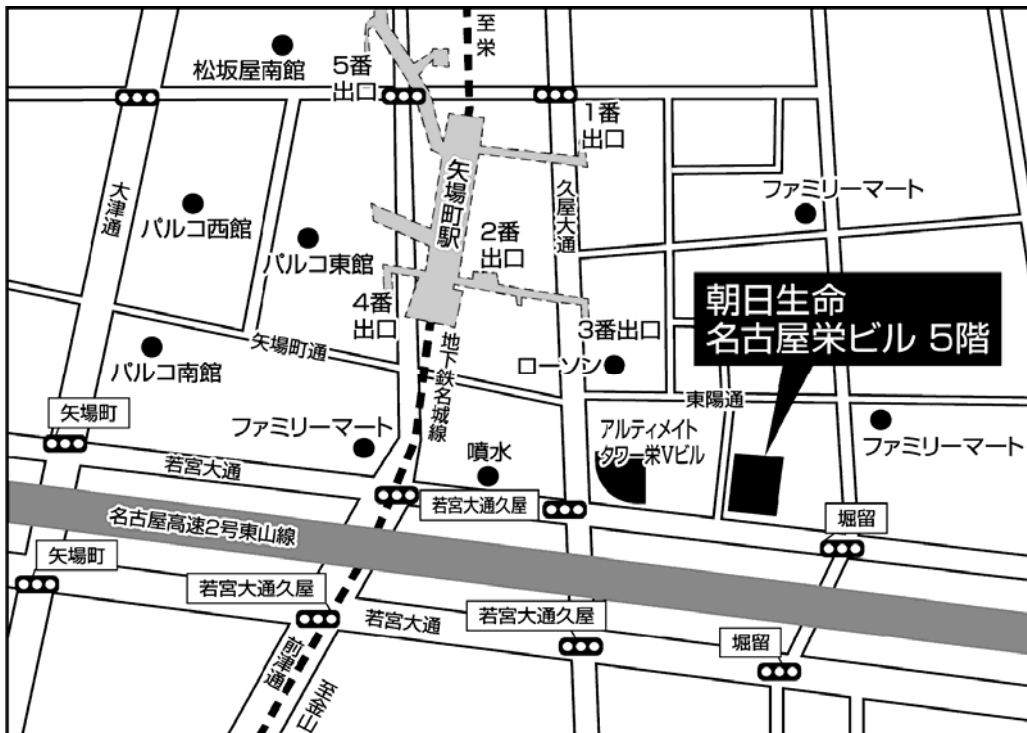 至栄
松坂屋南館
5番
出口
1番
出口
矢場町駅
久屋大通
ファミリーマート
大津通
パルコ西館
パルコ東館
2番
出口
4番
出口
3番出口
朝日生命
名古屋栄ビル 5階
矢場町通
地下鉄名城線
ローソン
パルコ南館
東陽通
矢場町
ファミリーマート
噴水
アルティメイト
タワー栄Vビル
ファミリーマート
若宮大通
若宮大通久屋
堀留
名古屋高速2号東山線
矢場町
若宮大通久屋
若宮大通
若宮大通久屋
堀留
前津通
至金山